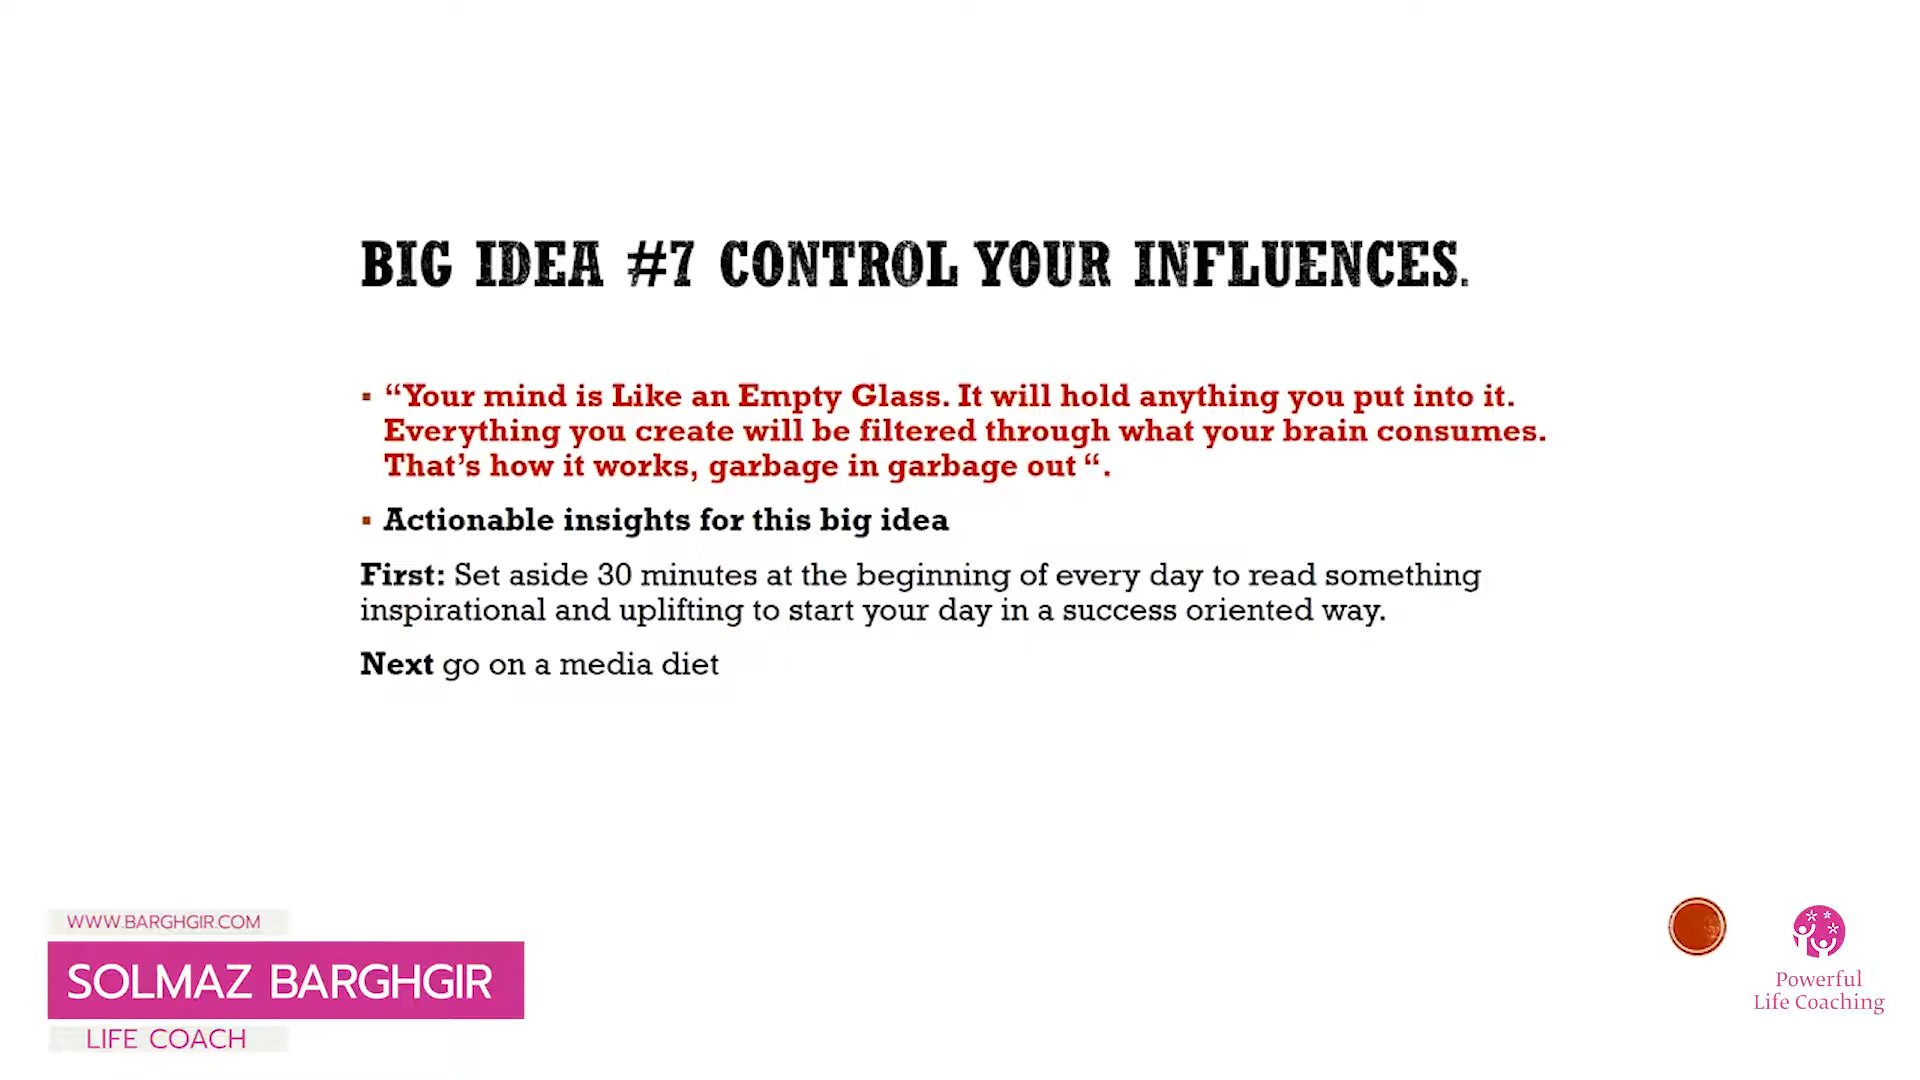 BIG IDEA #7 CONTROL YOUR INFLUENCES.
▪ “Your mind is Like an Empty Glass. It will hold anything you put into it.
Everything you create will be filtered through what your brain consumes.
That’s how it works, garbage in garbage out “.
▪ Actionable insights for this big idea
First: Set aside 30 minutes at the beginning of every day to read something
inspirational and uplifting to start your day in a success oriented way.
Next go on a media diet
WWW.BARGHGIR.COM
SOLMAZ BARGHGIR
LIFE COACH
Powerful
Life Coaching